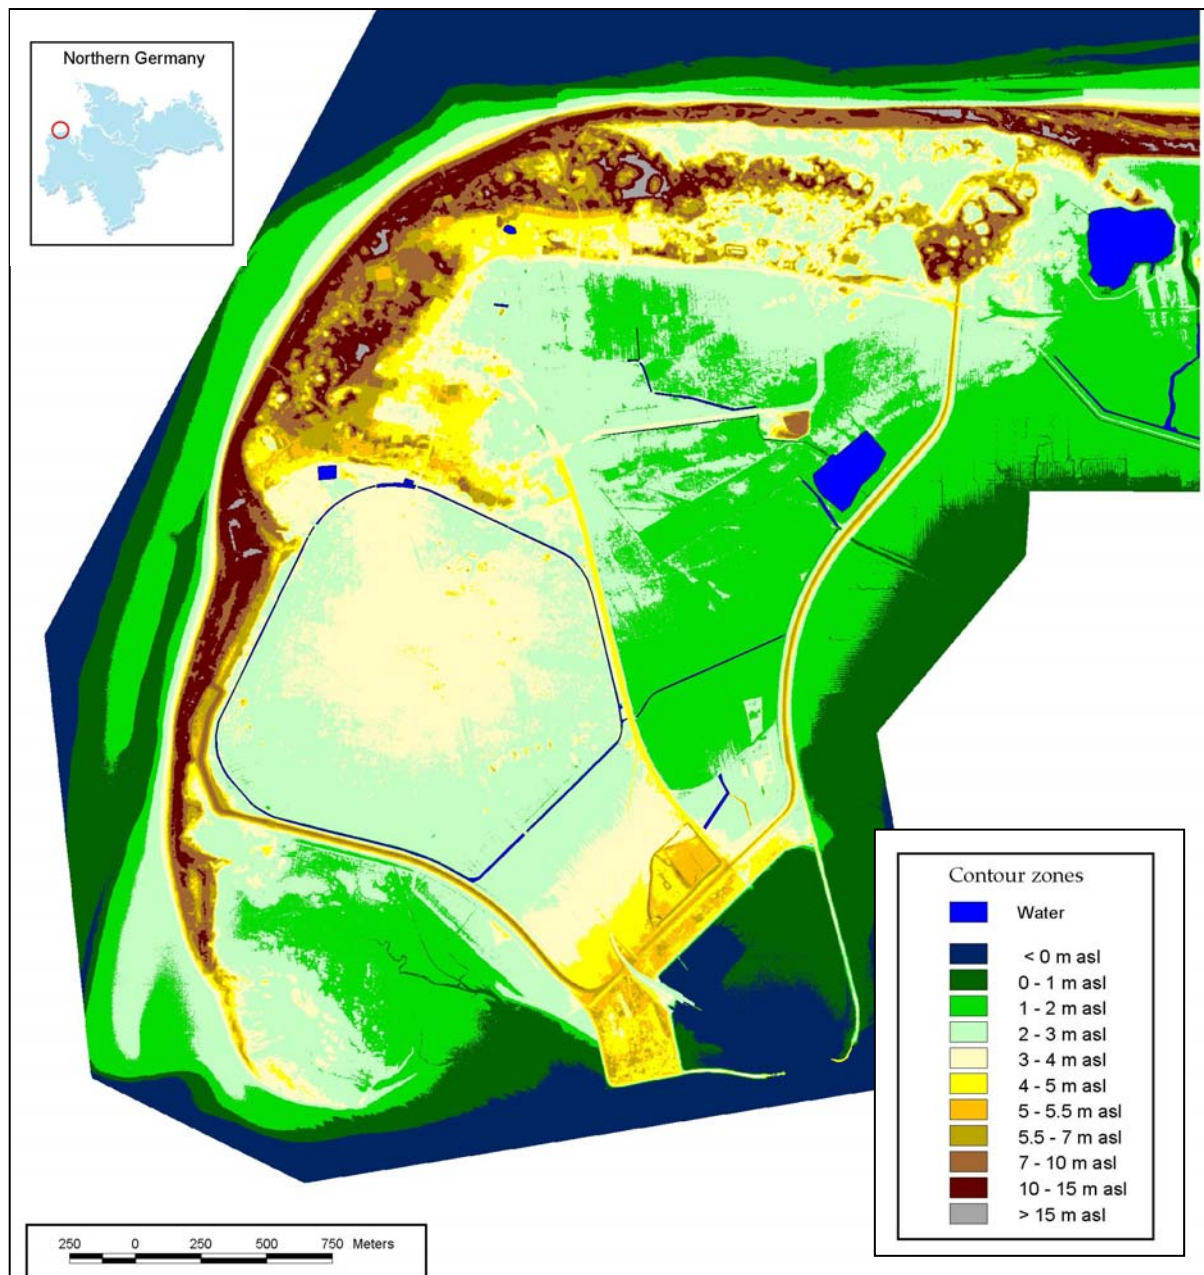 Northern Germany
Contour zones
Water
< 0 m asl
0 - 1 m asl
1 - 2 m asl
2 - 3 m asl
3 - 4 m asl
4 - 5 m asl
5 - 5.5 m asl
5.5 - 7 m asl
7 - 10 m asl
10 - 15 m asl
> 15 m asl
250 0 250 500 750 Meters